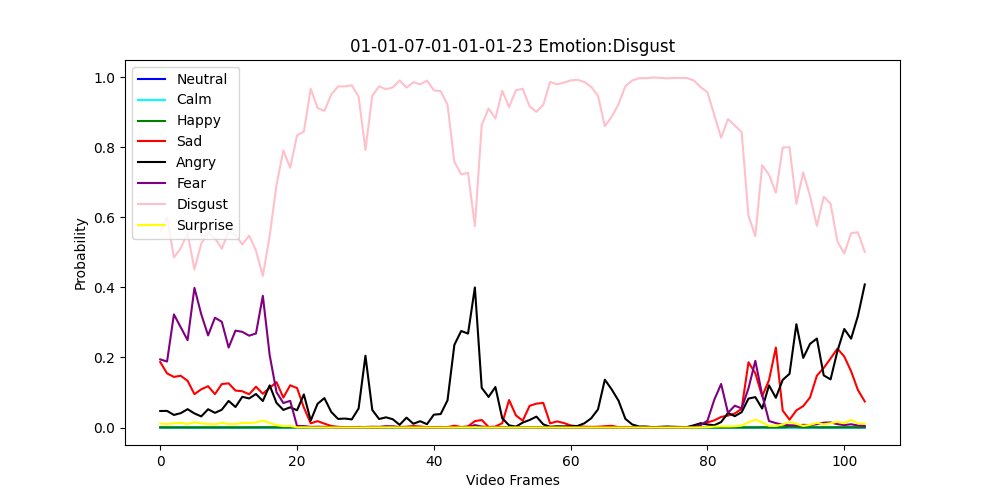 01-01-07-01-01-01-23 Emotion:Disgust
Neutral
Calm
Happy
Sad
Angry
Fear
Disgust
Surprise
1.0
0.8
0.6
0.4
0.2
0.0
Probability
0 20 40 60 80 100
Video Frames